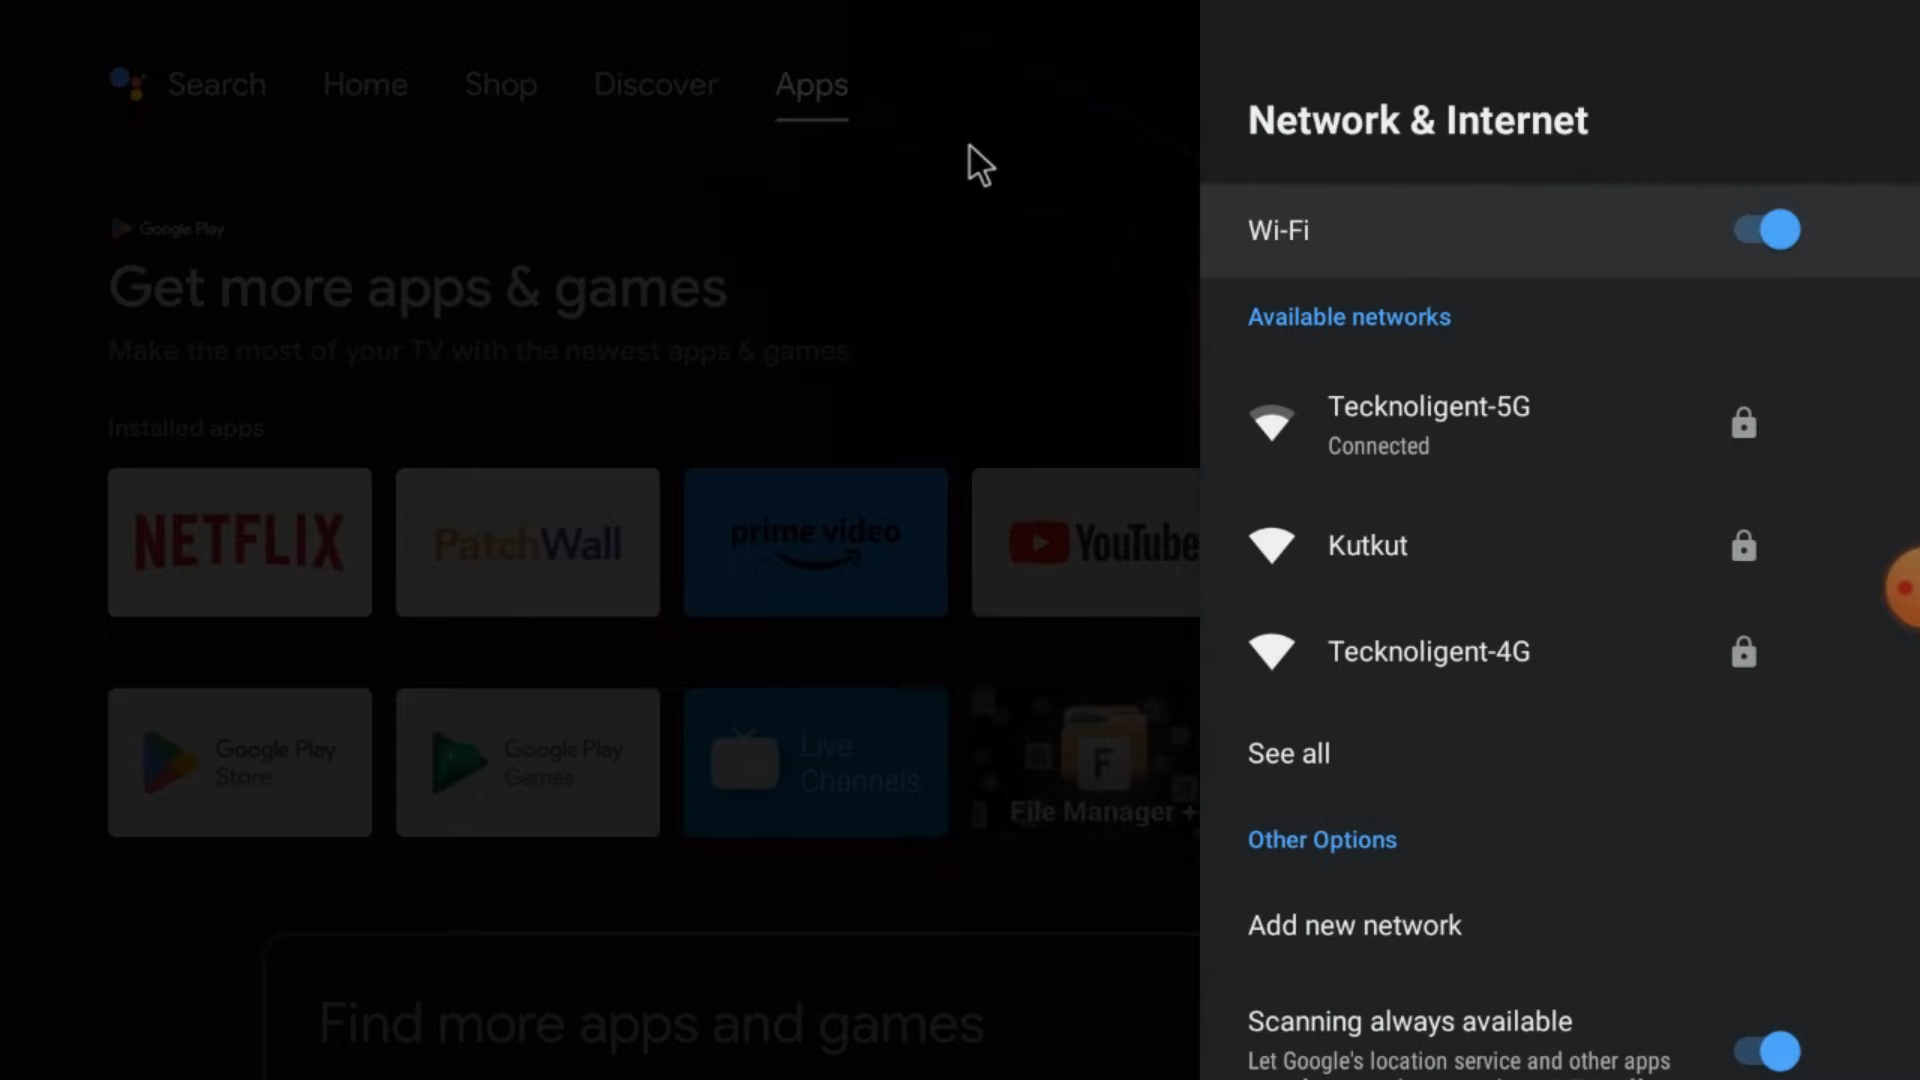 Search Home Shop Discover Apps
Google Play
Get more apps & games
Make the most of your TV with the newest apps & games
Installed apps
NETFLIX
PatchWall
prime video
YouTube
Google Play
Store
Google Play
Games
Live
Channels
F
File Manager +
Find more apps and games
Network & Internet
Wi-Fi
Available networks
Tecknoligent-5G
Connected
Kutkut
Tecknoligent-4G
See all
Other Options
Add new network
Scanning always available
Let Google's location service and other apps